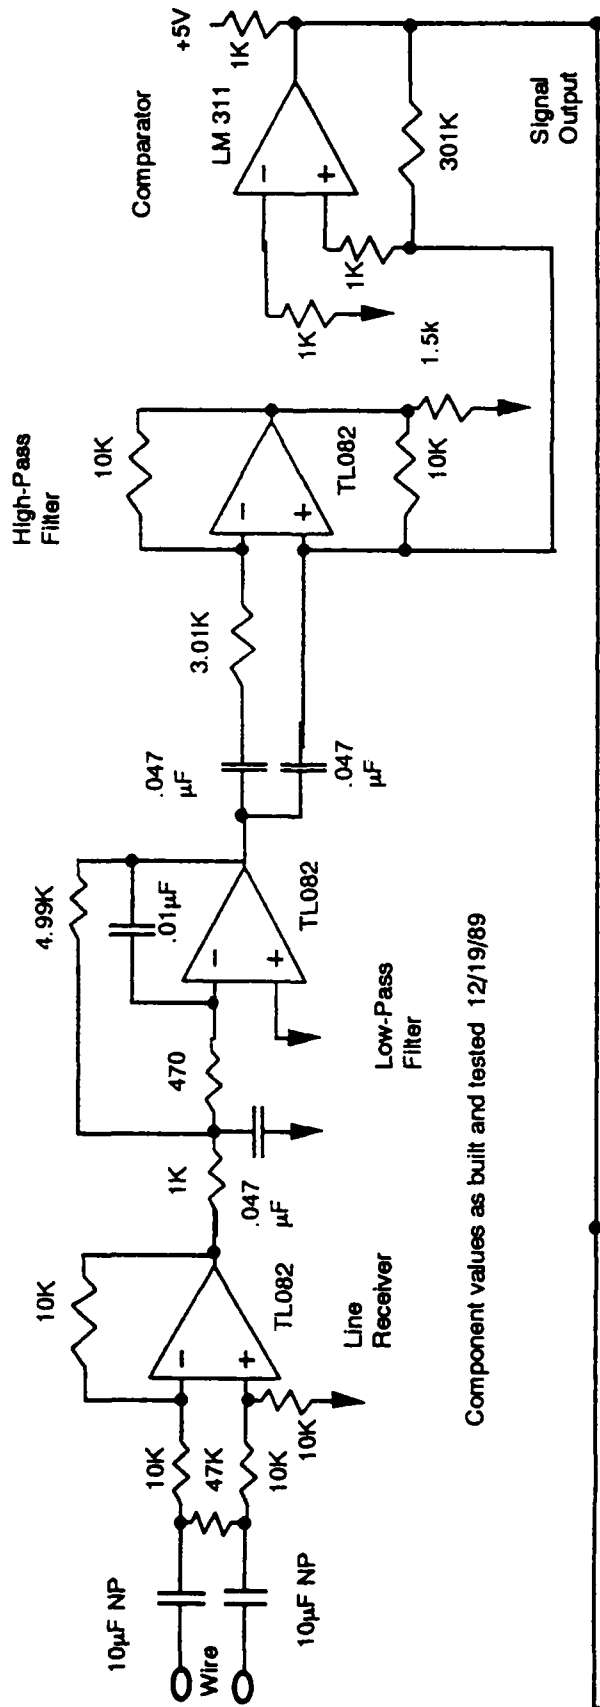 10µF NP
Wire
10µF NP
10K
47K
10K
10K
10K
−
+
TL082
Line
Receiver
1K
.047
µF
470
4.99K
.01µF
−
+
TL082
Low-Pass
Filter
.047
µF
.047
µF
3.01K
High-Pass
Filter
10K
−
+
TL082
10K
1.5k
1K
1K
Comparator
−
+
LM 311
+5V
1K
301K
Signal
Output
Component values as built and tested 12/19/89